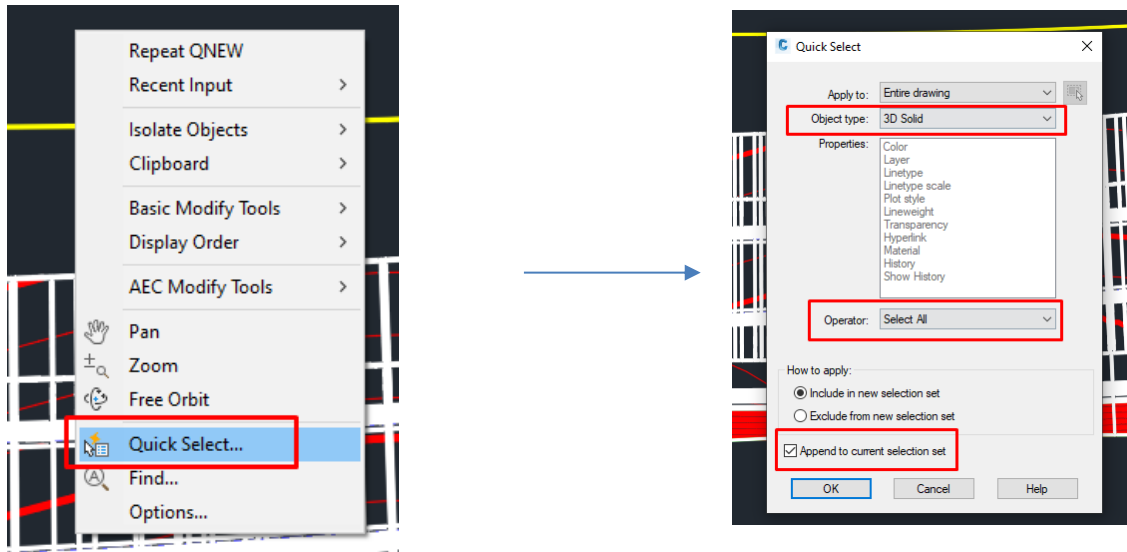 Repeat QNEW
Recent Input
Isolate Objects
Clipboard
Basic Modify Tools
Display Order
AEC Modify Tools
Pan
Zoom
Free Orbit
Quick Select...
Find...
Options...
C Quick Select
Apply to: Entire drawing
Object type: 3D Solid
Properties: Color
Layer
Linetype
Linetype scale
Plot style
Lineweight
Transparency
Hyperlink
Material
History
Show History
Operator: Select All
How to apply:
Include in new selection set
Exclude from new selection set
Append to current selection set
OK Cancel Help